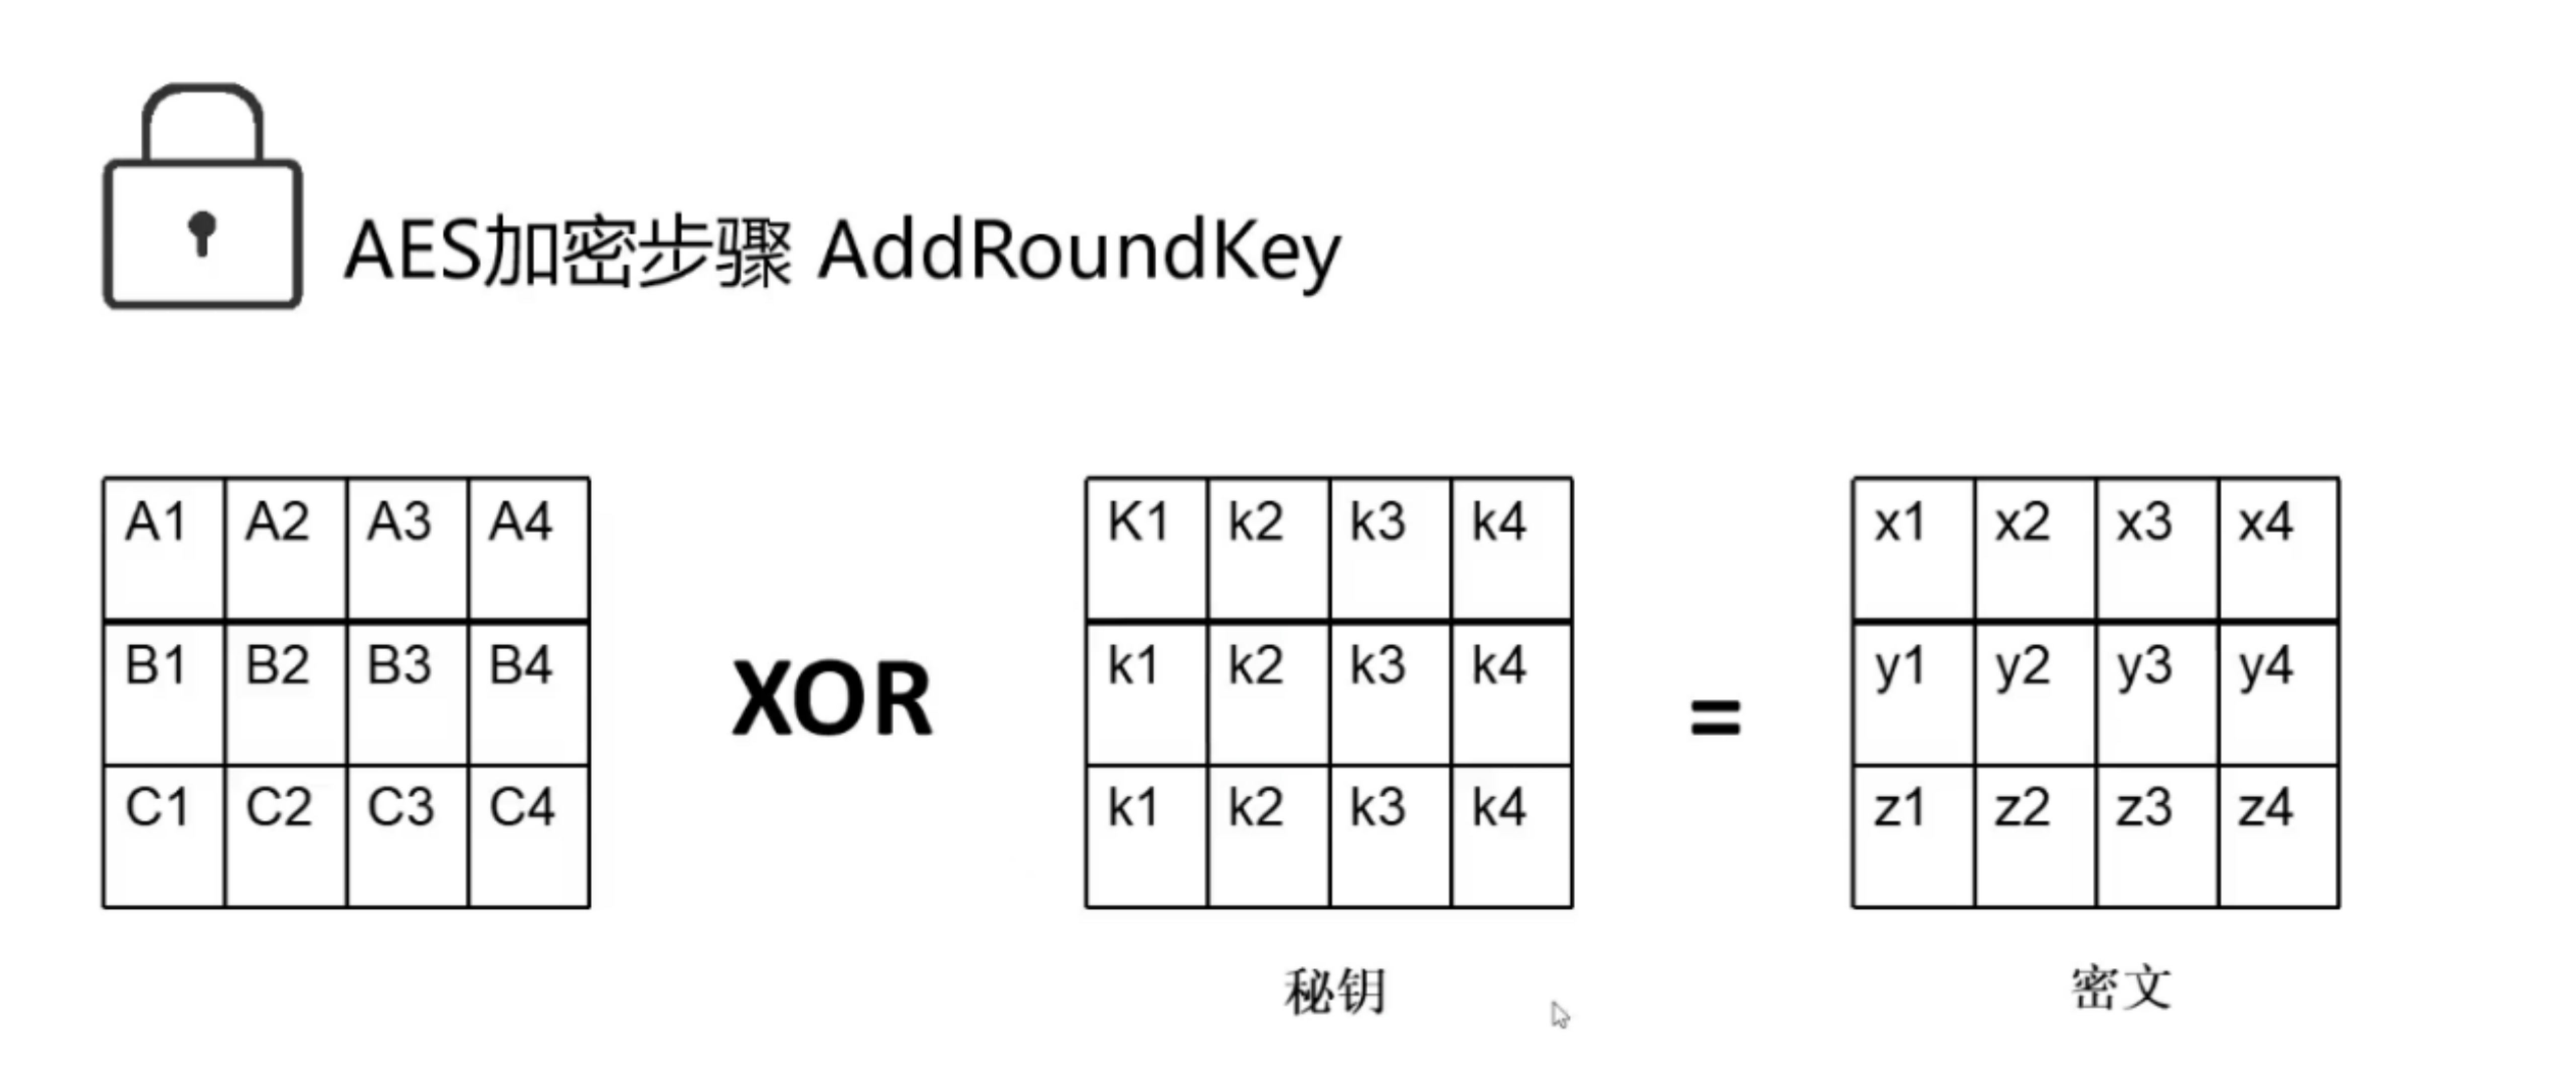 AES加密步骤 AddRoundKey
A1 A2 A3 A4
B1 B2 B3 B4
C1 C2 C3 C4
XOR
K1 k2 k3 k4
k1 k2 k3 k4
k1 k2 k3 k4
秘钥
=
x1 x2 x3 x4
y1 y2 y3 y4
z1 z2 z3 z4
密文